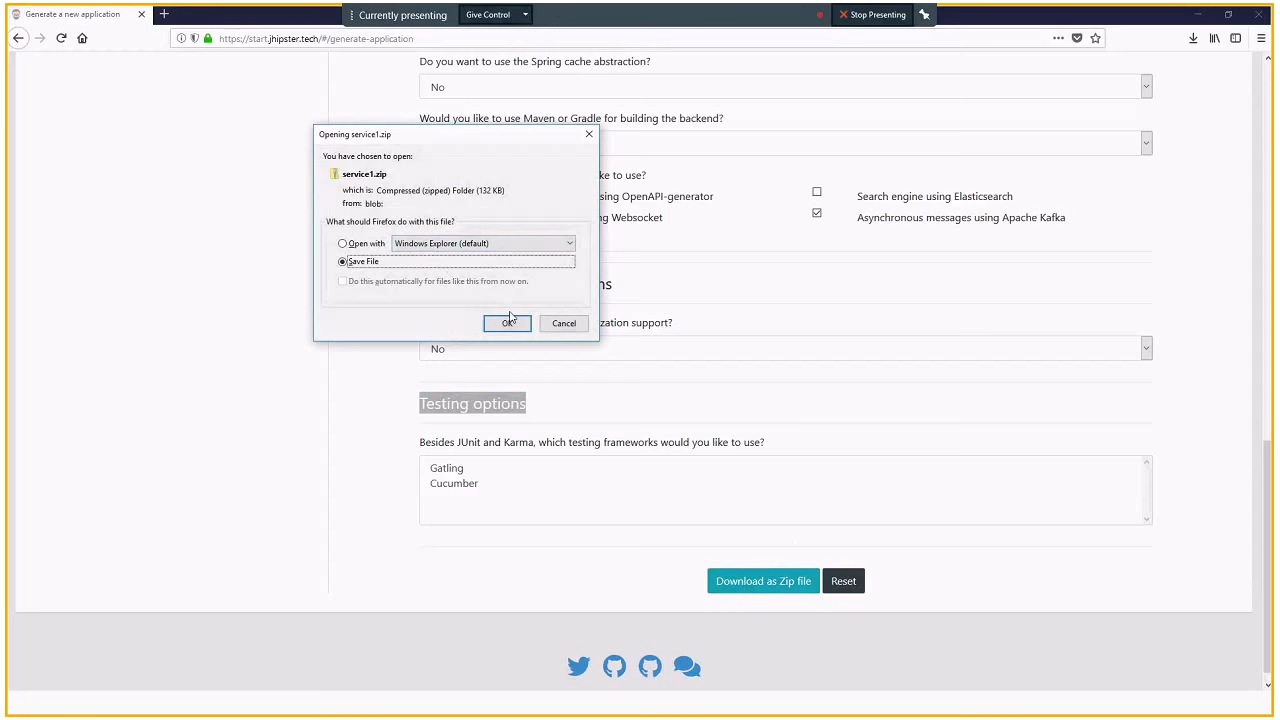 Generate a new application
Currently presenting
Give Control
Stop Presenting
https://start.jhipster.tech/#/generate-application
Do you want to use the Spring cache abstraction?
No
Would you like to use Maven or Gradle for building the backend?
Opening service1.zip
You have chosen to open:
service1.zip
which is: Compressed (zipped) Folder (132 KB)
from: blob:
What should Firefox do with this file?
Open with Windows Explorer (default)
Save File
Do this automatically for files like this from now on.
OK Cancel
ke to use?
sing OpenAPI-generator Search engine using Elasticsearch
ng Websocket Asynchronous messages using Apache Kafka
ns
zation support?
No
Testing options
Besides JUnit and Karma, which testing frameworks would you like to use?
Gatling
Cucumber
Download as Zip file Reset